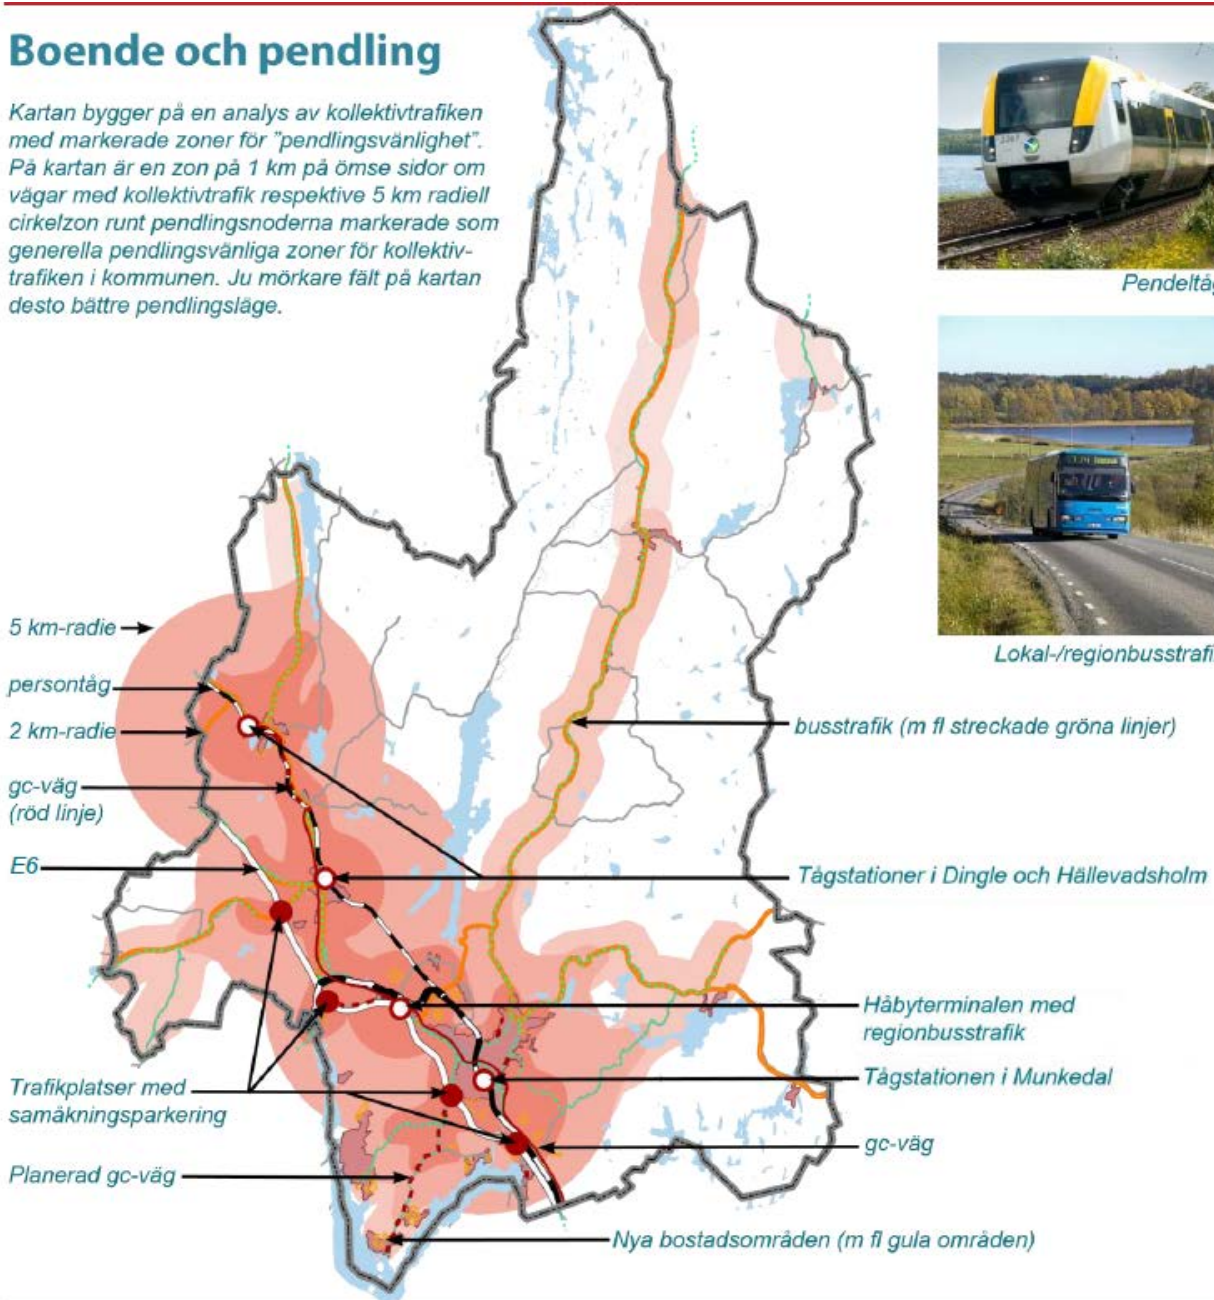 Boende och pendling
Kartan bygger på en analys av kollektivtrafiken
med markerade zoner för "pendlingsvänlighet".
På kartan är en zon på 1 km på ömse sidor om
vägar med kollektivtrafik respektive 5 km radiell
cirkelzon runt pendlingsnoderna markerade som
generella pendlingsvänliga zoner för kollektiv-
trafiken i kommunen. Ju mörkare fält på kartan
desto bättre pendlingsläge.
Pendeltåg
Lokal-/regionbusstrafi
5 km-radie
persontåg
2 km-radie
gc-väg
(röd linje)
E6
Trafikplatser med
samåkningsparkering
Planerad gc-väg
busstrafik (m fl streckade gröna linjer)
Tågstationer i Dingle och Hällevadsholm
Håbyterminalen med
regionbusstrafik
Tågstationen i Munkedal
gc-väg
Nya bostadsområden (m fl gula områden)